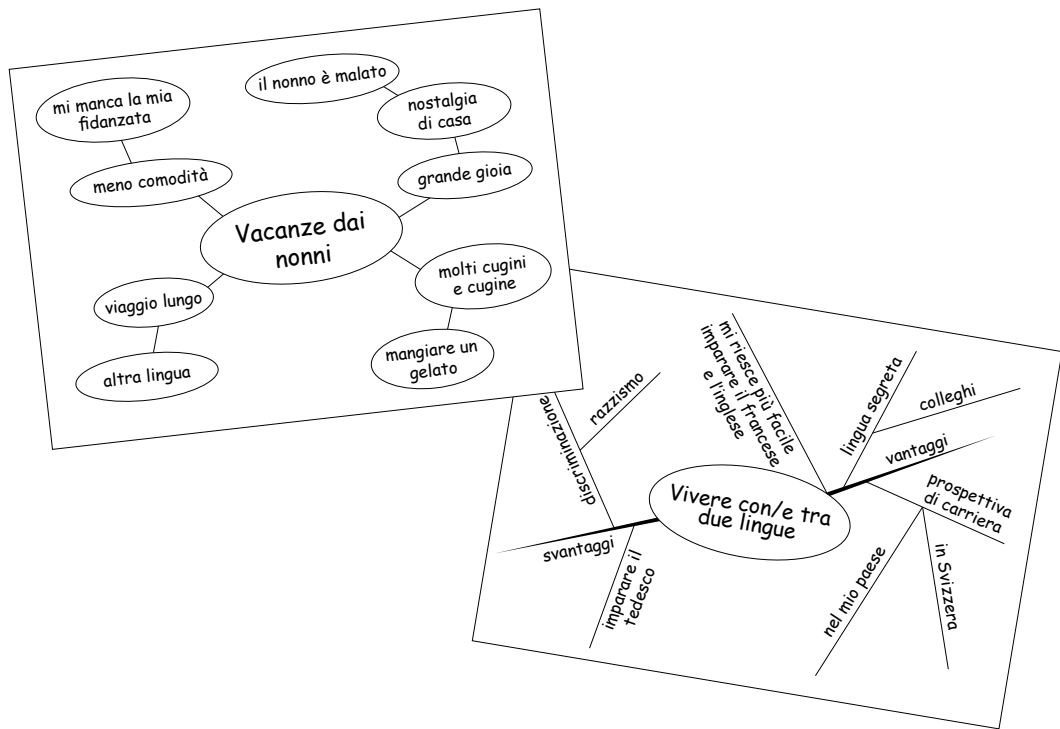 il nonno è malato
mi manca la mia
fidanzata
nostalgia
di casa
meno comodità
grande gioia
Vacanze dai
nonni
molti cugini
e cugine
viaggio lungo
altra lingua
mangiare un
gelato
discriminazione
razzismo
mi riesce più facile
imparare il francese
e l'inglese
lingua segreta
colleghi
vantaggi
prospettiva
di carriera
Vivere con/e tra
due lingue
svantaggi
imparare il
tedesco
nel mio paese
in Svizzera